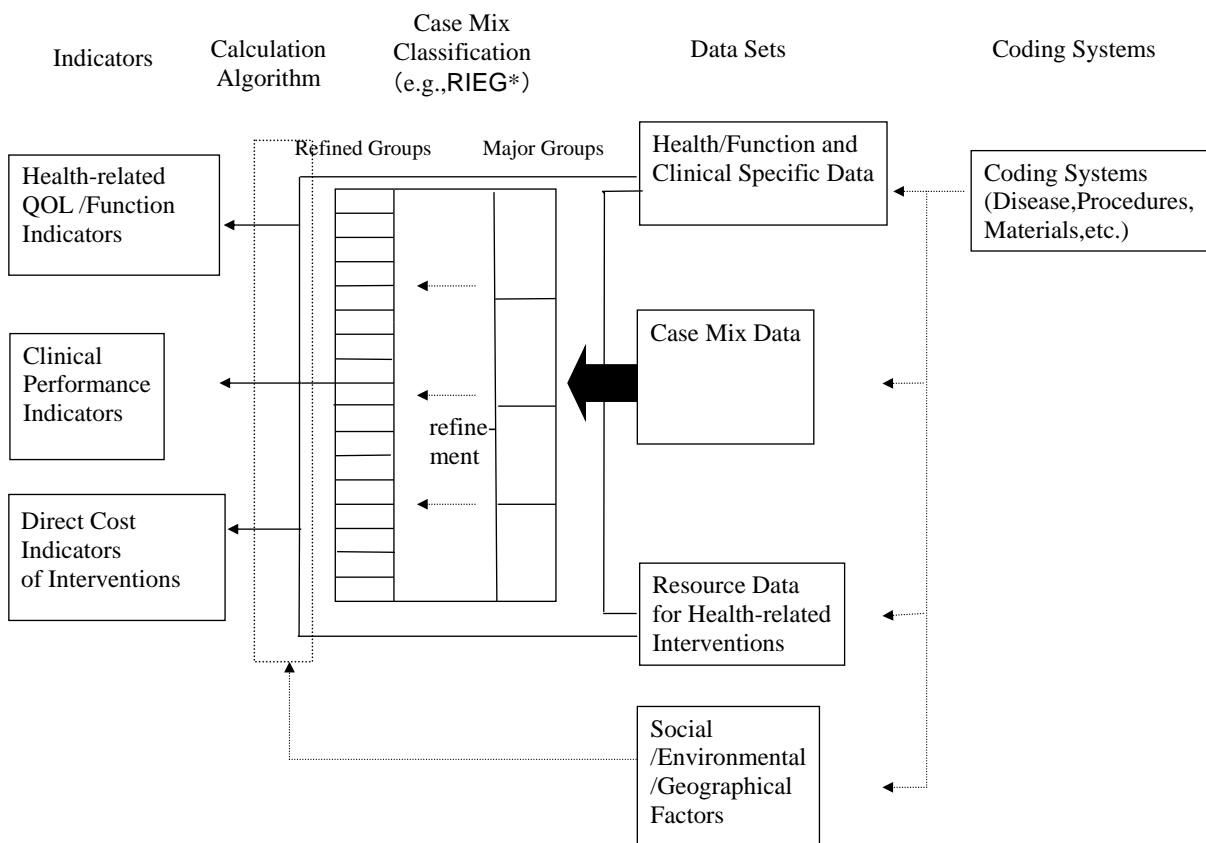 Indicators
Calculation
Algorithm
Case Mix
Classification
（e.g.,RIEG*）
Data Sets
Coding Systems
Refined Groups
Major Groups
Health-related
QOL /Function
Indicators
Clinical
Performance
Indicators
Direct Cost
Indicators
of Interventions
refine-
ment
Health/Function and
Clinical Specific Data
Case Mix Data
Resource Data
for Health-related
Interventions
Social
/Environmental
/Geographical
Factors
Coding Systems
(Disease,Procedures,
Materials,etc.)